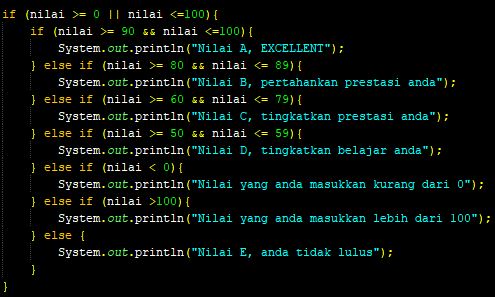 if (nilai >= 0 || nilai <=100){
if (nilai >= 90 && nilai <=100){
System.out.println("Nilai A, EXCELLENT");
} else if (nilai >= 80 && nilai <= 89){
System.out.println("Nilai B, pertahankan prestasi anda");
} else if (nilai >= 60 && nilai <= 79){
System.out.println("Nilai C, tingkatkan prestasi anda");
} else if (nilai >= 50 && nilai <= 59){
System.out.println("Nilai D, tingkatkan belajar anda");
} else if (nilai < 0){
System.out.println("Nilai yang anda masukkan kurang dari 0");
} else if (nilai >100){
System.out.println("Nilai yang anda masukkan lebih dari 100");
} else {
System.out.println("Nilai E, anda tidak lulus");
}
}